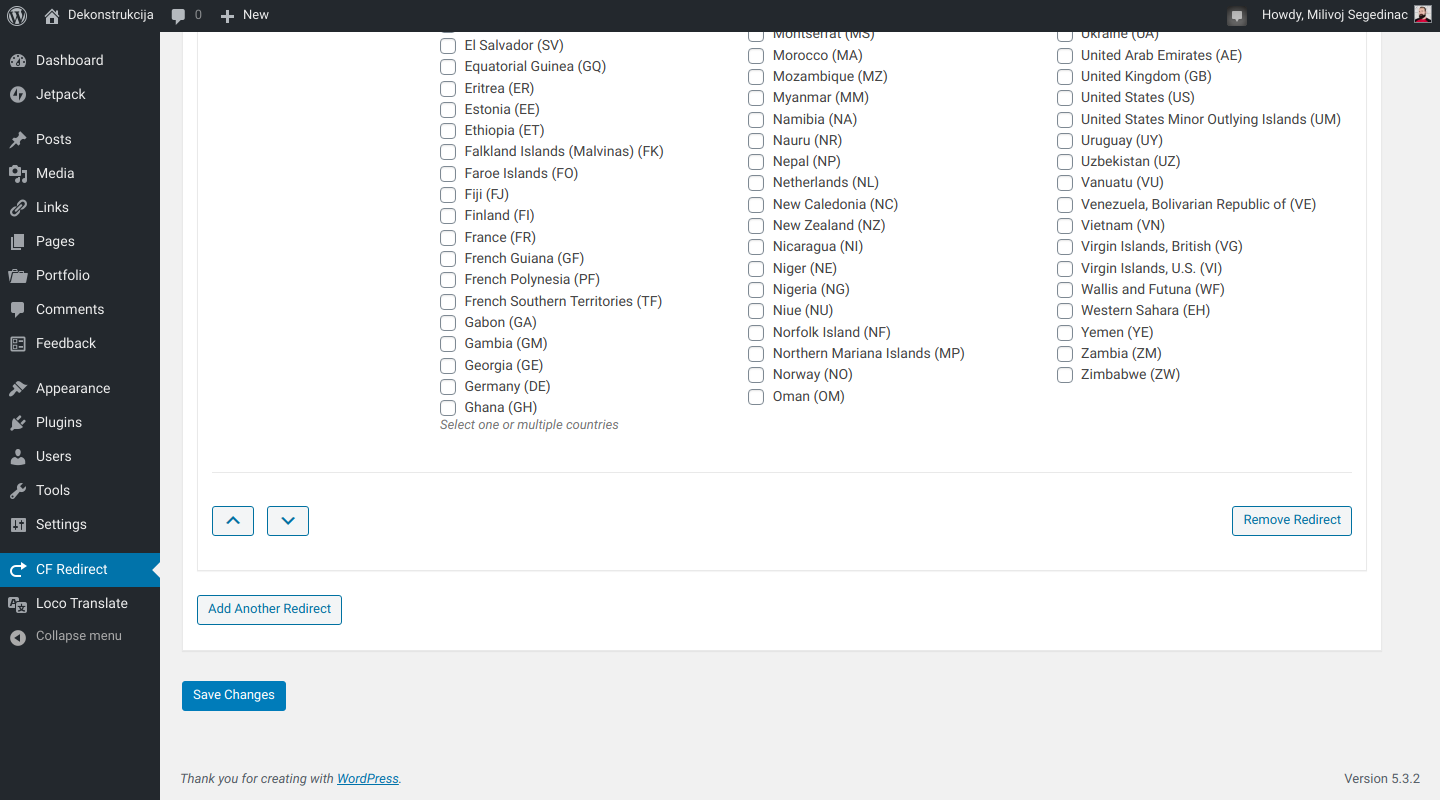 Dekonstrukcija
0
New
Howdy, Milivoj Segedinac
Dashboard
Jetpack
Posts
Media
Links
Pages
Portfolio
Comments
Feedback
Appearance
Plugins
Users
Tools
Settings
CF Redirect
Loco Translate
Collapse menu
El Salvador (SV)
Equatorial Guinea (GQ)
Eritrea (ER)
Estonia (EE)
Ethiopia (ET)
Falkland Islands (Malvinas) (FK)
Faroe Islands (FO)
Fiji (FJ)
Finland (FI)
France (FR)
French Guiana (GF)
French Polynesia (PF)
French Southern Territories (TF)
Gabon (GA)
Gambia (GM)
Georgia (GE)
Germany (DE)
Ghana (GH)
Montserrat (MS)
Morocco (MA)
Mozambique (MZ)
Myanmar (MM)
Namibia (NA)
Nauru (NR)
Nepal (NP)
Netherlands (NL)
New Caledonia (NC)
New Zealand (NZ)
Nicaragua (NI)
Niger (NE)
Nigeria (NG)
Niue (NU)
Norfolk Island (NF)
Northern Mariana Islands (MP)
Norway (NO)
Oman (OM)
Ukraine (UA)
United Arab Emirates (AE)
United Kingdom (GB)
United States (US)
United States Minor Outlying Islands (UM)
Uruguay (UY)
Uzbekistan (UZ)
Vanuatu (VU)
Venezuela, Bolivarian Republic of (VE)
Vietnam (VN)
Virgin Islands, British (VG)
Virgin Islands, U.S. (VI)
Wallis and Futuna (WF)
Western Sahara (EH)
Yemen (YE)
Zambia (ZM)
Zimbabwe (ZW)
Select one or multiple countries
Remove Redirect
Add Another Redirect
Save Changes
Thank you for creating with WordPress.
Version 5.3.2